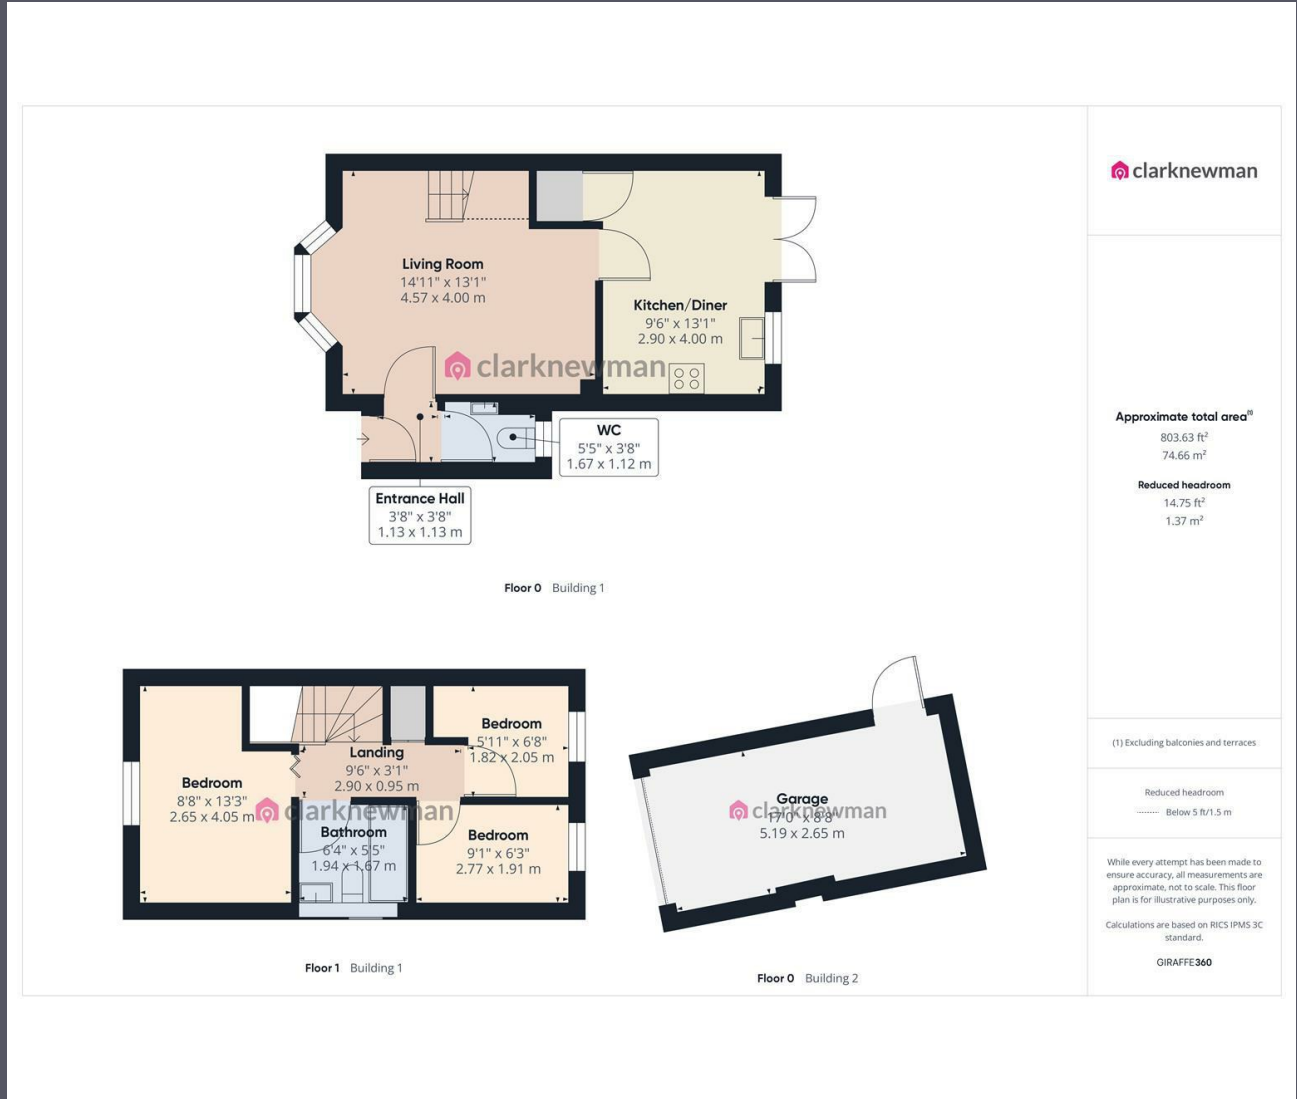 Living Room
14'11" x 13'1"
4.57 x 4.00 m
Kitchen/Diner
9'6" x 13'1"
2.90 x 4.00 m
clarknewman
WC
5'5" x 3'8"
1.67 x 1.12 m
Entrance Hall
3'8" x 3'8"
1.13 x 1.13 m
Floor 0 Building 1
Bedroom
8'8" x 13'3"
2.65 x 4.05 m
Landing
9'6" x 3'1"
2.90 x 0.95 m
Bedroom
5'11" x 6'8"
1.82 x 2.05 m
clarknewman
Bathroom
6'4" x 5'5"
1.94 x 1.67 m
Bedroom
9'1" x 6'3"
2.77 x 1.91 m
Floor 1 Building 1
Garage
clarknewman
17'0" x 8'8"
5.19 x 2.65 m
Floor 0 Building 2
clarknewman
Approximate total area(1)
803.63 ft²
74.66 m²
Reduced headroom
14.75 ft²
1.37 m²
(1) Excluding balconies and terraces
Reduced headroom
Below 5 ft/1.5 m
While every attempt has been made to
ensure accuracy, all measurements are
approximate, not to scale. This floor
plan is for illustrative purposes only.
Calculations are based on RICS IPMS 3C
standard.
GIRAFFE360